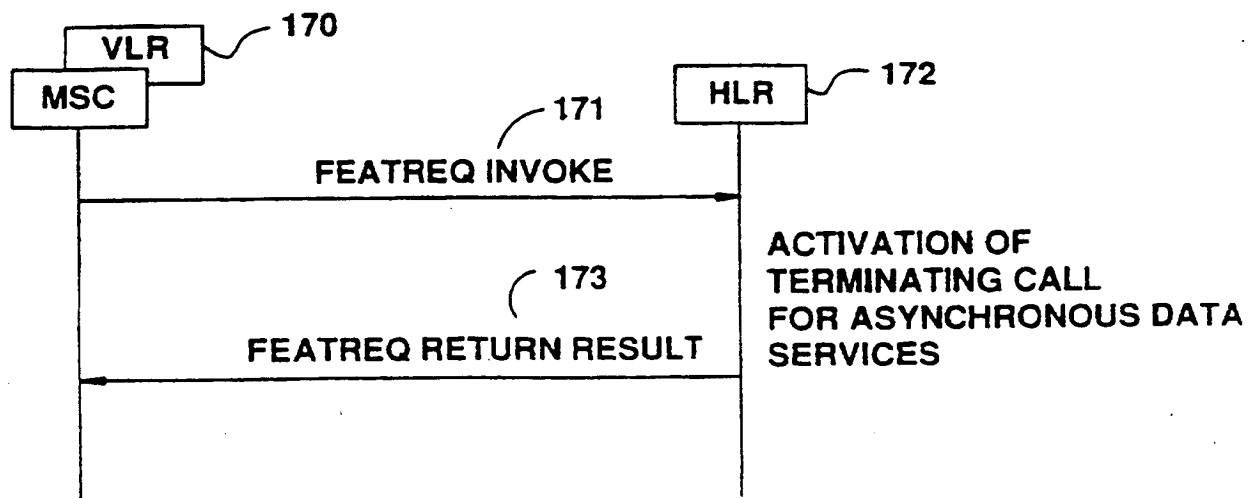 VLR
170
MSC
HLR
172
171
FEATREQ INVOKE
ACTIVATION OF
TERMINATING CALL
FOR ASYNCHRONOUS DATA
SERVICES
173
FEATREQ RETURN RESULT